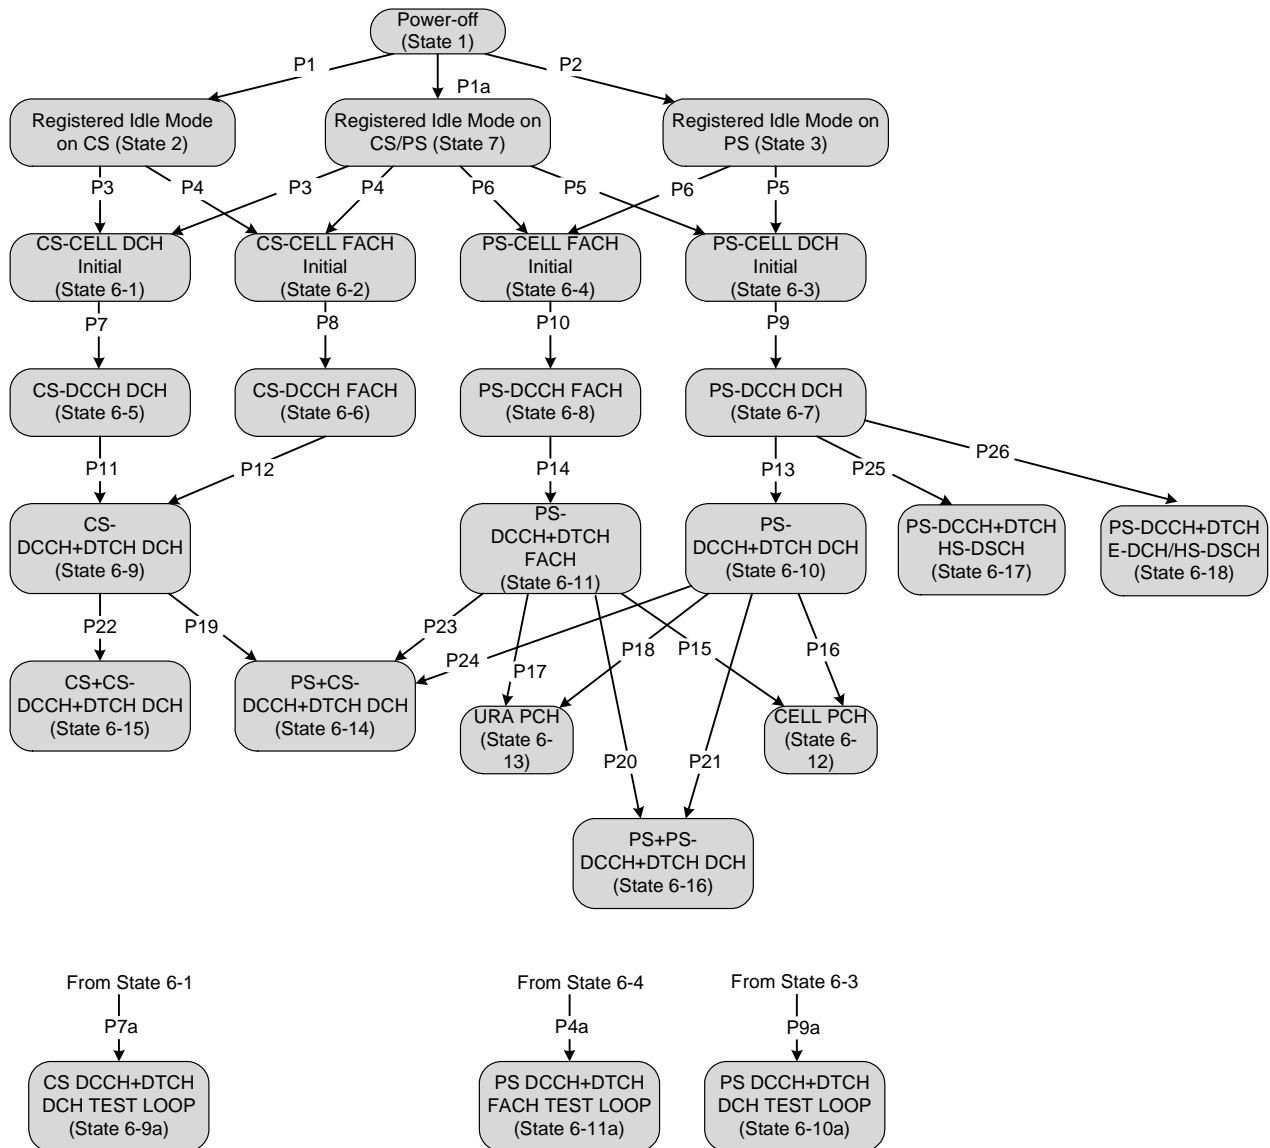 Power-off
(State 1)
P1
P1a
P2
Registered Idle Mode
on CS (State 2)
Registered Idle Mode on
CS/PS (State 7)
Registered Idle Mode on
PS (State 3)
P3
P4
P3
P4
P6
P5
P6
P5
CS-CELL DCH
Initial
(State 6-1)
CS-CELL FACH
Initial
(State 6-2)
PS-CELL FACH
Initial
(State 6-4)
PS-CELL DCH
Initial
(State 6-3)
P7
P8
P10
P9
CS-DCCH DCH
(State 6-5)
CS-DCCH FACH
(State 6-6)
PS-DCCH FACH
(State 6-8)
PS-DCCH DCH
(State 6-7)
P11
P12
P14
P13
P25
P26
CS-
DCCH+DTCH DCH
(State 6-9)
PS-
DCCH+DTCH
FACH
(State 6-11)
PS-
DCCH+DTCH DCH
(State 6-10)
PS-DCCH+DTCH
HS-DSCH
(State 6-17)
PS-DCCH+DTCH
E-DCH/HS-DSCH
(State 6-18)
P22
P19
P23
P24
P17
P18
P15
P16
CS+CS-
DCCH+DTCH DCH
(State 6-15)
PS+CS-
DCCH+DTCH DCH
(State 6-14)
URA PCH
(State 6-
13)
CELL PCH
(State 6-
12)
P20
P21
PS+PS-
DCCH+DTCH DCH
(State 6-16)
From State 6-1
P7a
CS DCCH+DTCH
DCH TEST LOOP
(State 6-9a)
From State 6-4
P4a
PS DCCH+DTCH
FACH TEST LOOP
(State 6-11a)
From State 6-3
P9a
PS DCCH+DTCH
DCH TEST LOOP
(State 6-10a)